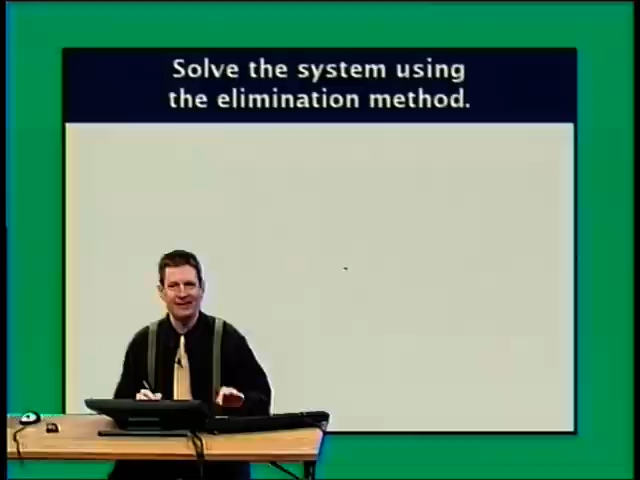 Solve the system using
the elimination method.